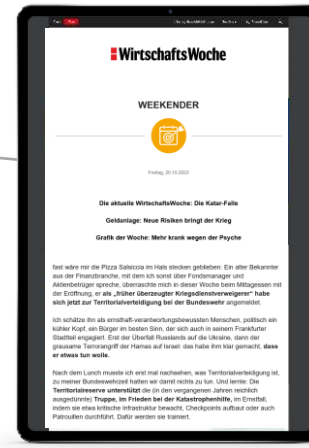 WirtschaftsWoche
WEEKENDER
Freitag, 20.10.2023
Die aktuelle WirtschaftsWoche: Die Katar-Falle
Geldanlage: Neue Risiken bringt der Krieg
Grafik der Woche: Mehr krank wegen der Psyche
fast wäre mir die Pizza Salsiccia im Hals stecken geblieben: Ein alter Bekannter
aus der Finanzbranche, mit dem ich sonst über Fondsmanager und
Aktienbetrüger spreche, überraschte mich in dieser Woche beim Mittagessen mit
der Eröffnung, er als „früher überzeugter Kriegsdienstverweigerer“ habe
sich jetzt zur Territorialverteidigung bei der Bundeswehr angemeldet.
Ich schätze ihn als ernsthaft-verantwortungsbewussten Menschen, politisch ein
kühler Kopf, ein Bürger im besten Sinn, der sich auch in seinem Frankfurter
Stadtteil engagiert. Erst der Überfall Russlands auf die Ukraine, dann der
grausame Terrorangriff der Hamas auf Israel: das habe ihm klar gemacht, dass
er etwas tun wolle.
Nach dem Lunch musste ich erst mal nachsehen, was Territorialverteidigung ist,
zu meiner Bundeswehrzeit hatten wir damit nichts zu tun. Und lernte: Die
Territorialreserve unterstützt die (in den vergangenen Jahren reichlich
ausgedünnte) Truppe, im Frieden bei der Katastrophenhilfe, im Ernstfall,
indem sie etwa kritische Infrastruktur bewacht, Checkpoints aufbaut oder auch
Patrouillen durchführt. Dafür werden sie trainiert.